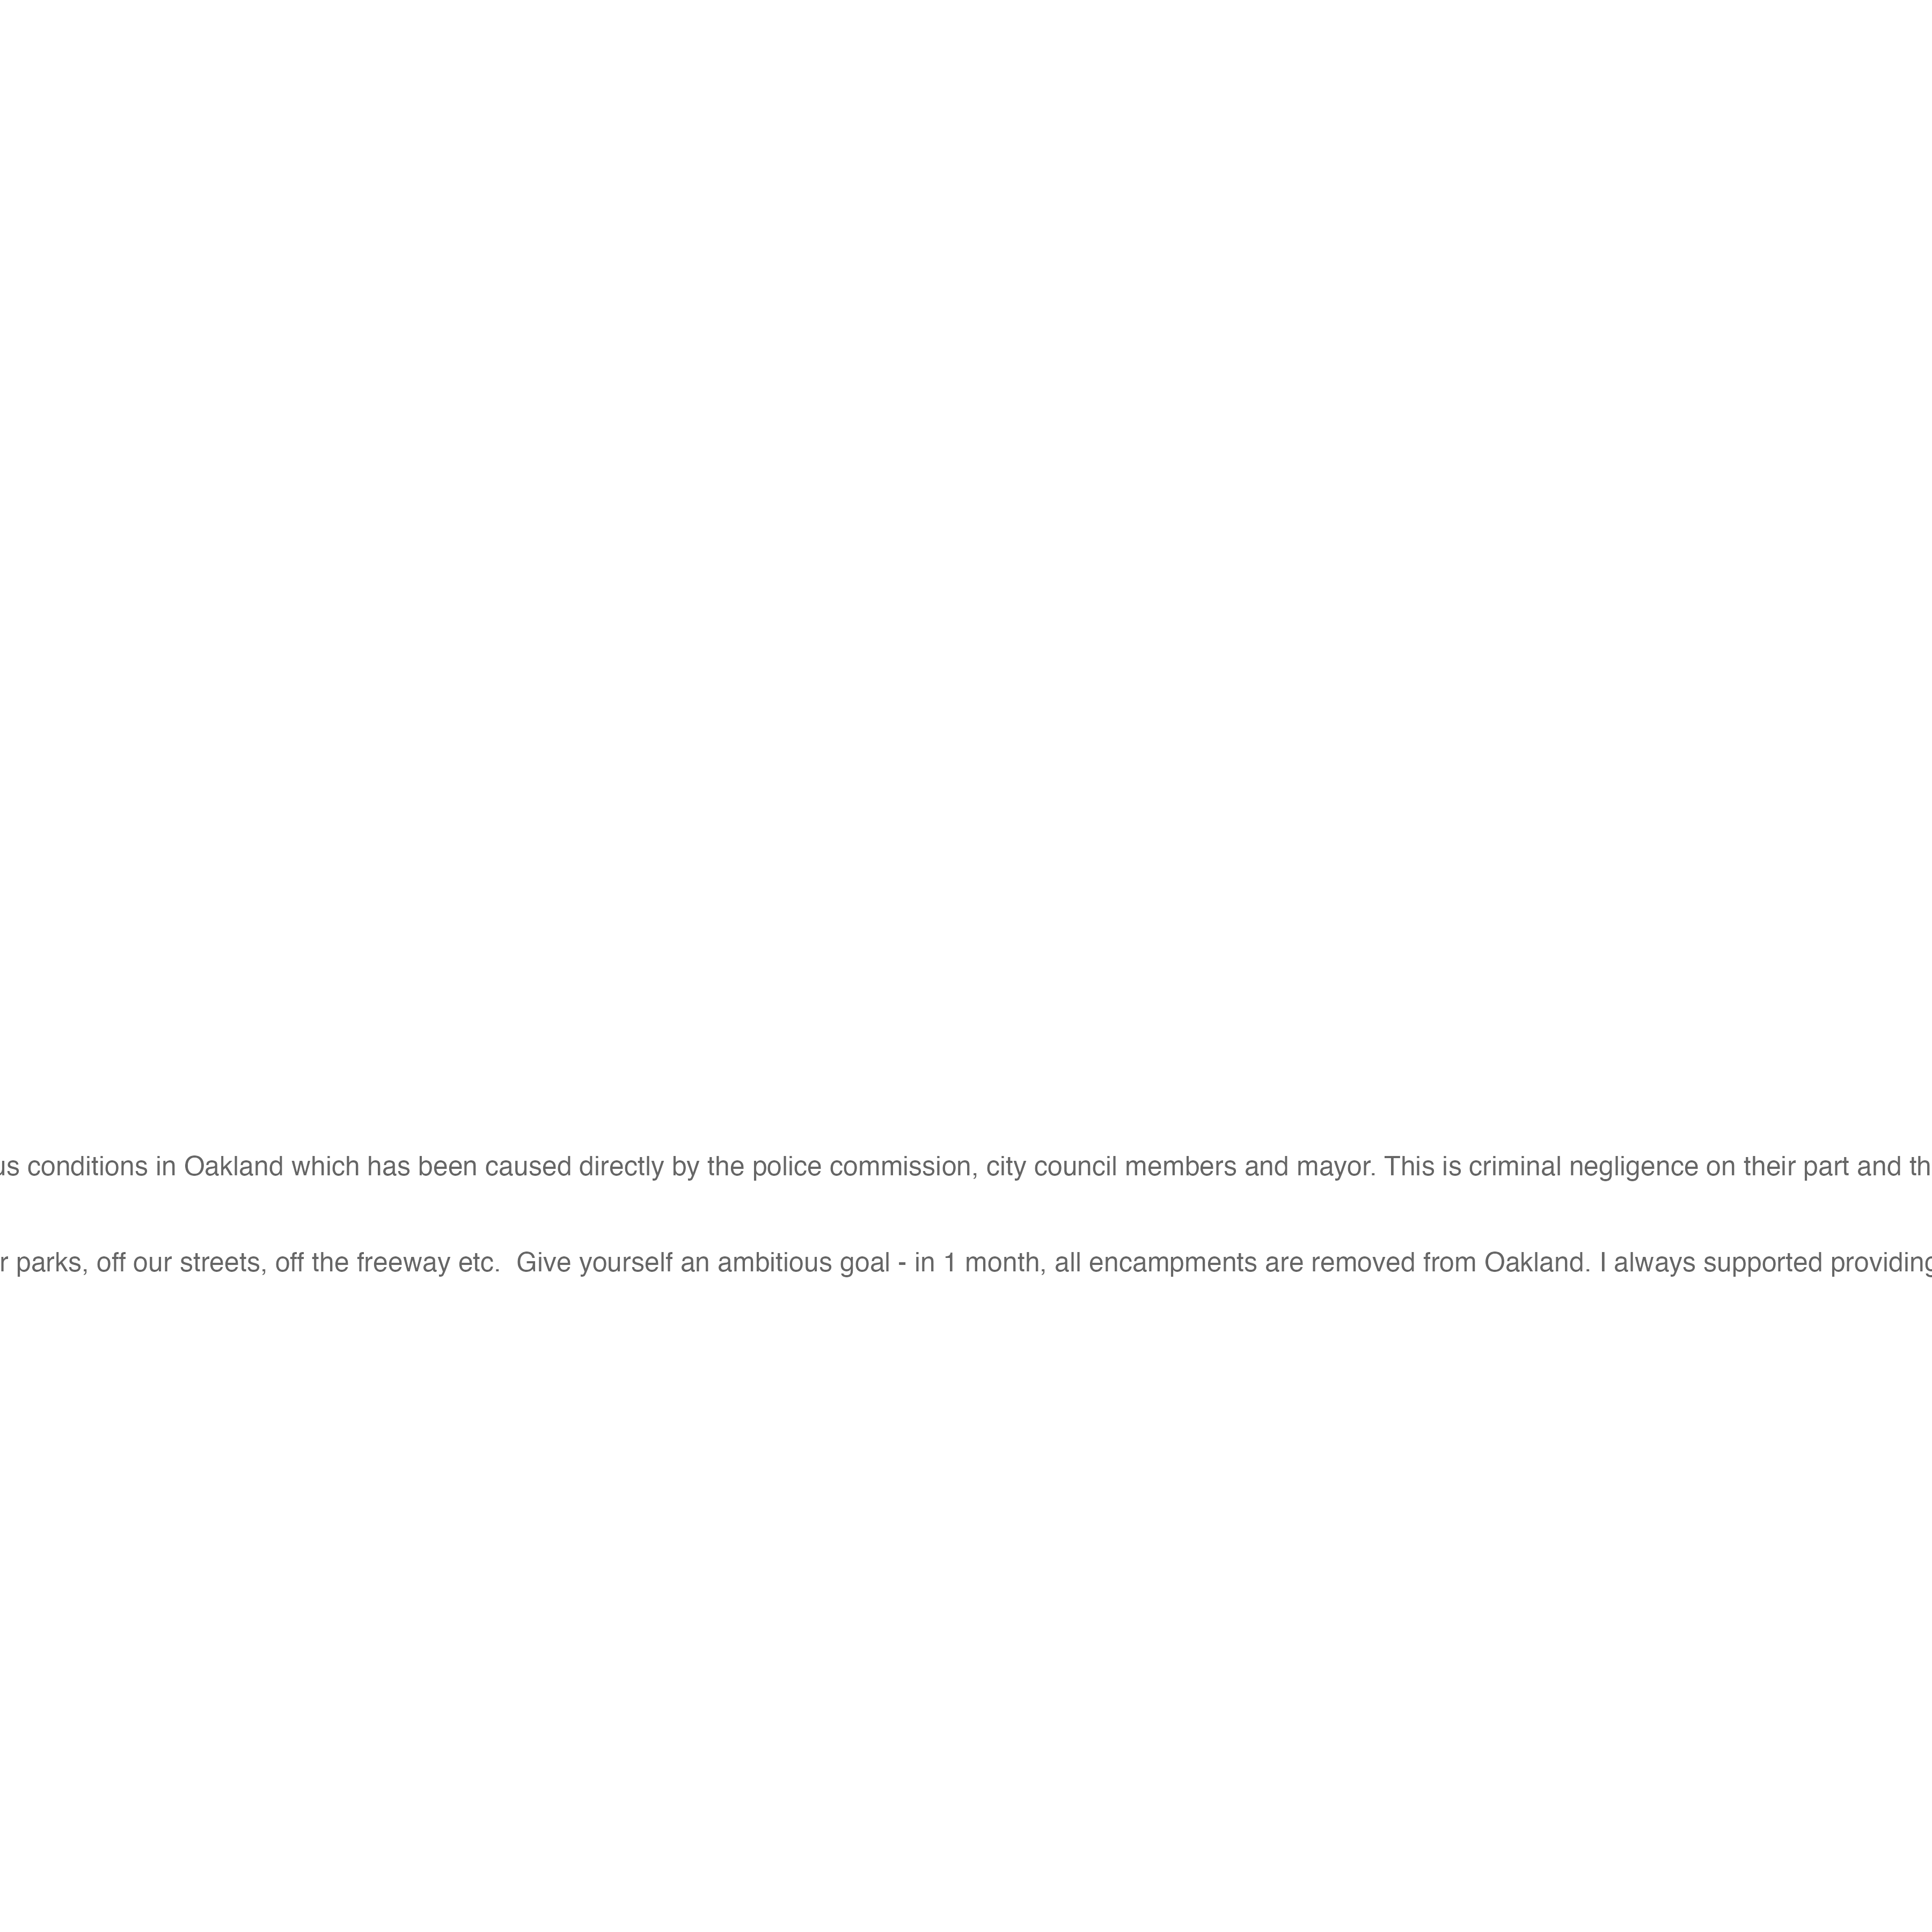 us conditions in Oakland which has been caused directly by the police commission, city council members and mayor. This is criminal negligence on their part and th
r parks, off our streets, off the freeway etc.  Give yourself an ambitious goal - in 1 month, all encampments are removed from Oakland. I always supported providing